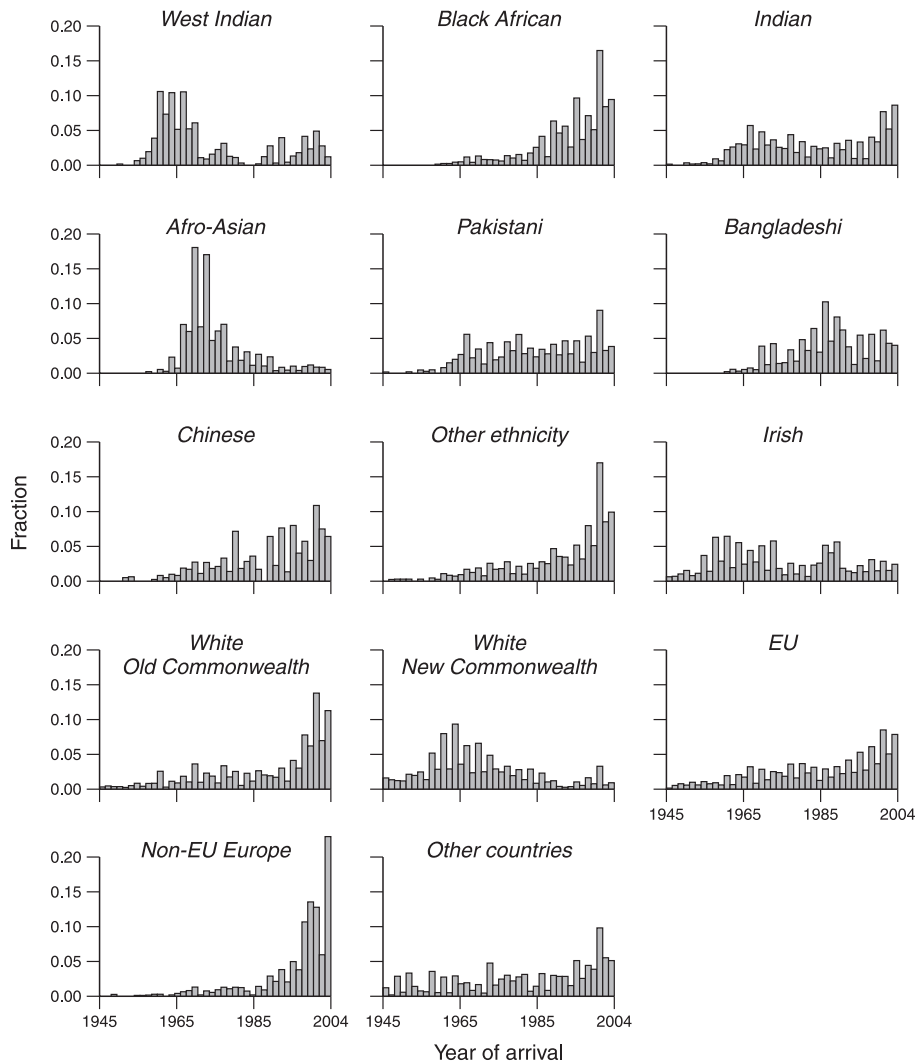 West Indian
Black African
Indian
0.20
0.15
0.10
0.05
0.00
Afro-Asian
Pakistani
Bangladeshi
0.20
0.15
0.10
0.05
0.00
Chinese
Other ethnicity
Irish
0.20
0.15
0.10
0.05
0.00
Fraction
White
Old Commonwealth
White
New Commonwealth
EU
0.20
0.15
0.10
0.05
0.00
1945 1965 1985 2004
Non-EU Europe
Other countries
0.20
0.15
0.10
0.05
0.00
1945 1965 1985 2004
1945 1965 1985 2004
Year of arrival